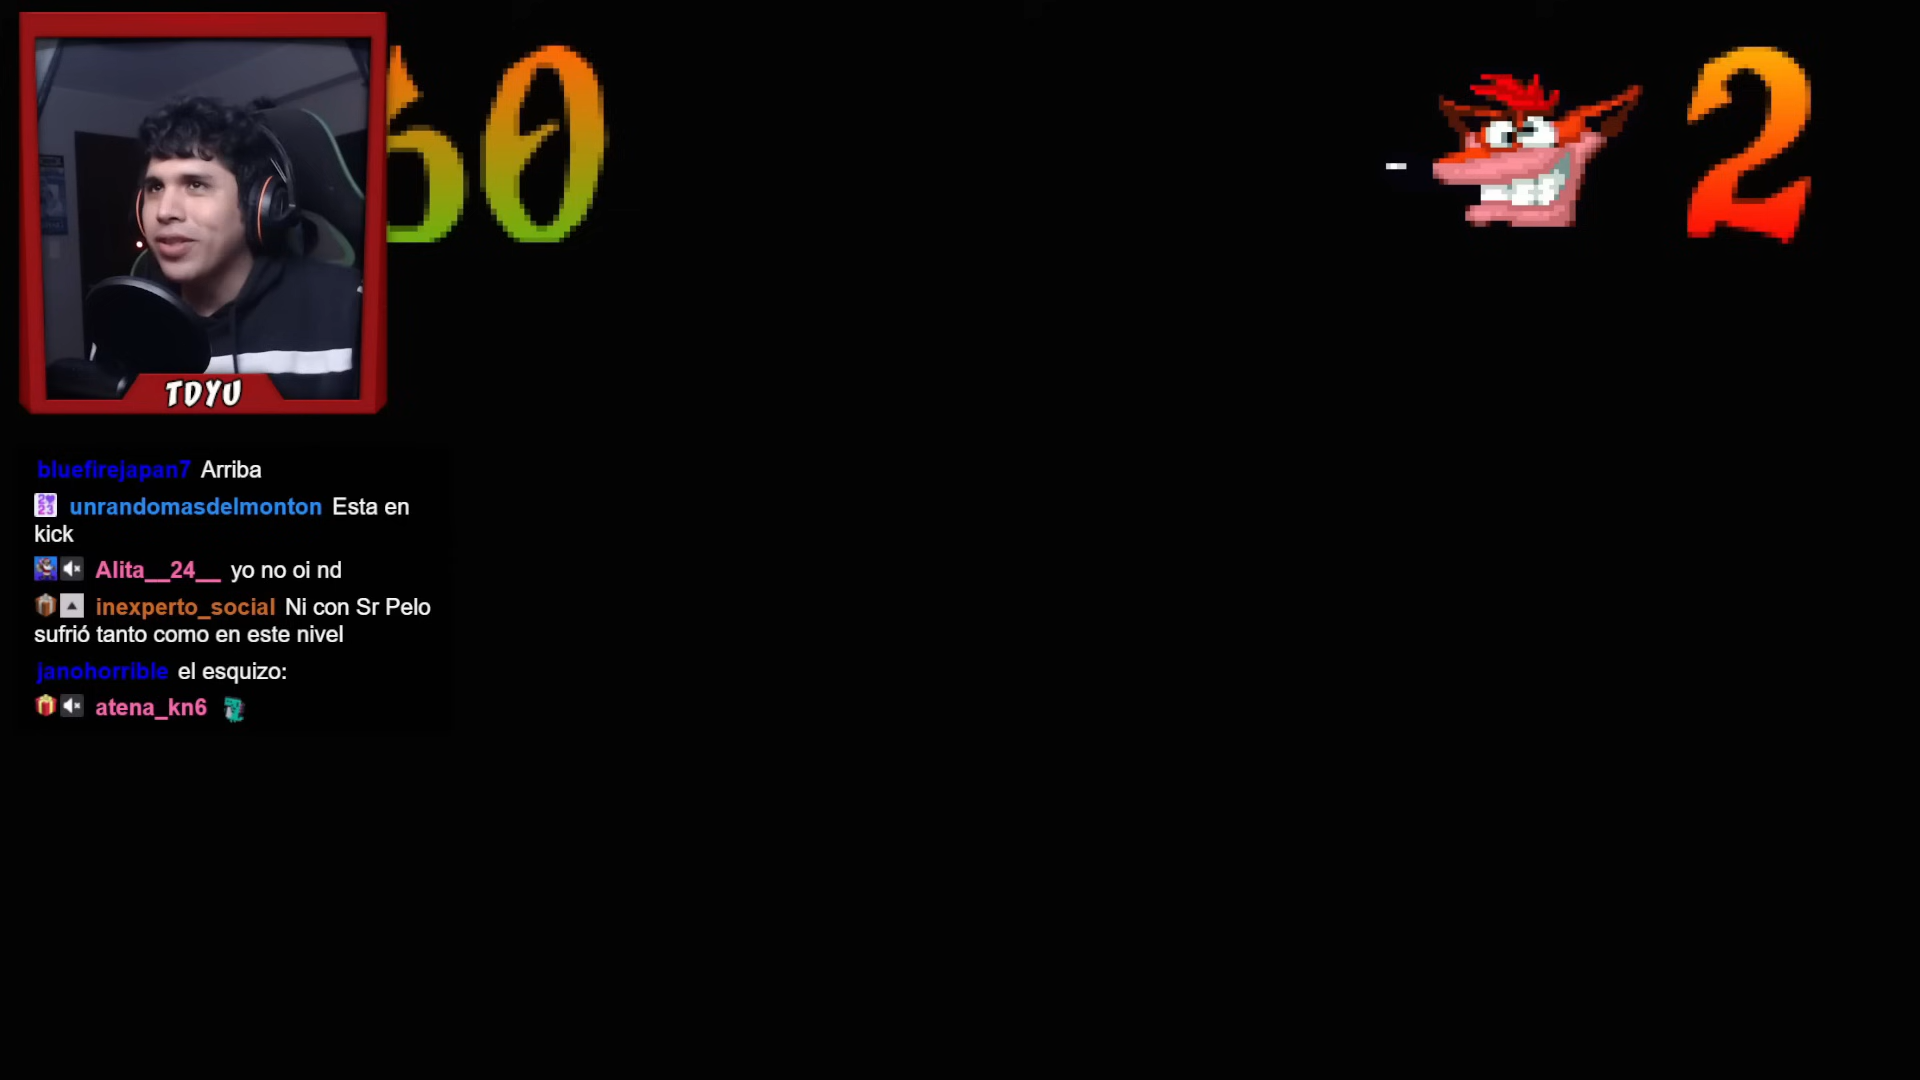 60
2
TDYU
bluefirejapan7 Arriba
unrandomasdelmonton Esta en
kick
Alita__24__ yo no oi nd
inexperto_social Ni con Sr Pelo
sufrió tanto como en este nivel
janohorrible el esquizo:
atena_kn6